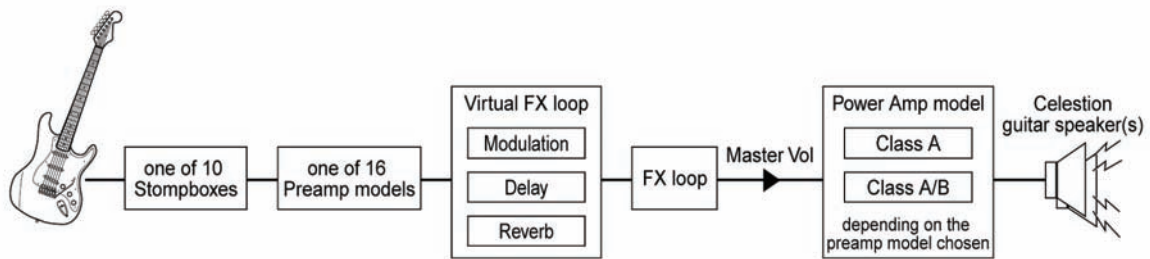 one of 10
Stompboxes
one of 16
Preamp models
Virtual FX loop
Modulation
Delay
Reverb
FX loop
Master Vol
Power Amp model
Class A
Class A/B
depending on the
preamp model chosen
Celestion
guitar speaker(s)